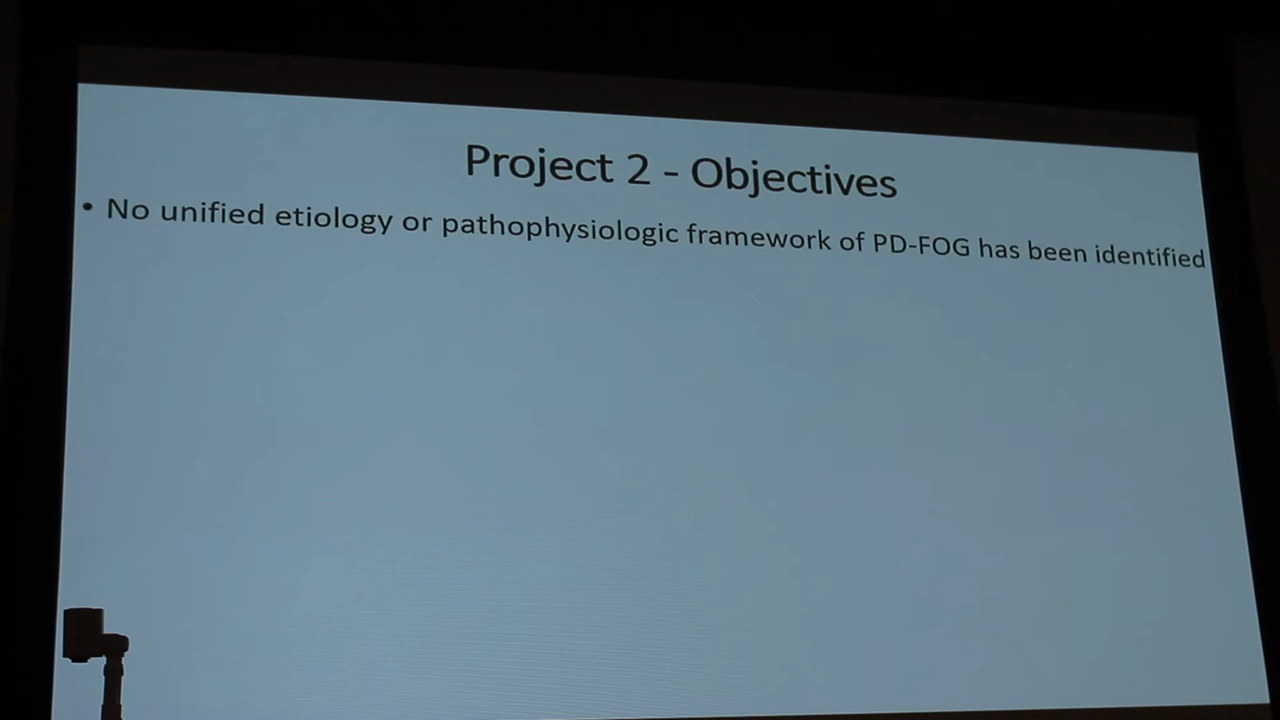 Project 2 - Objectives
• No unified etiology or pathophysiologic framework of PD-FOG has been identified